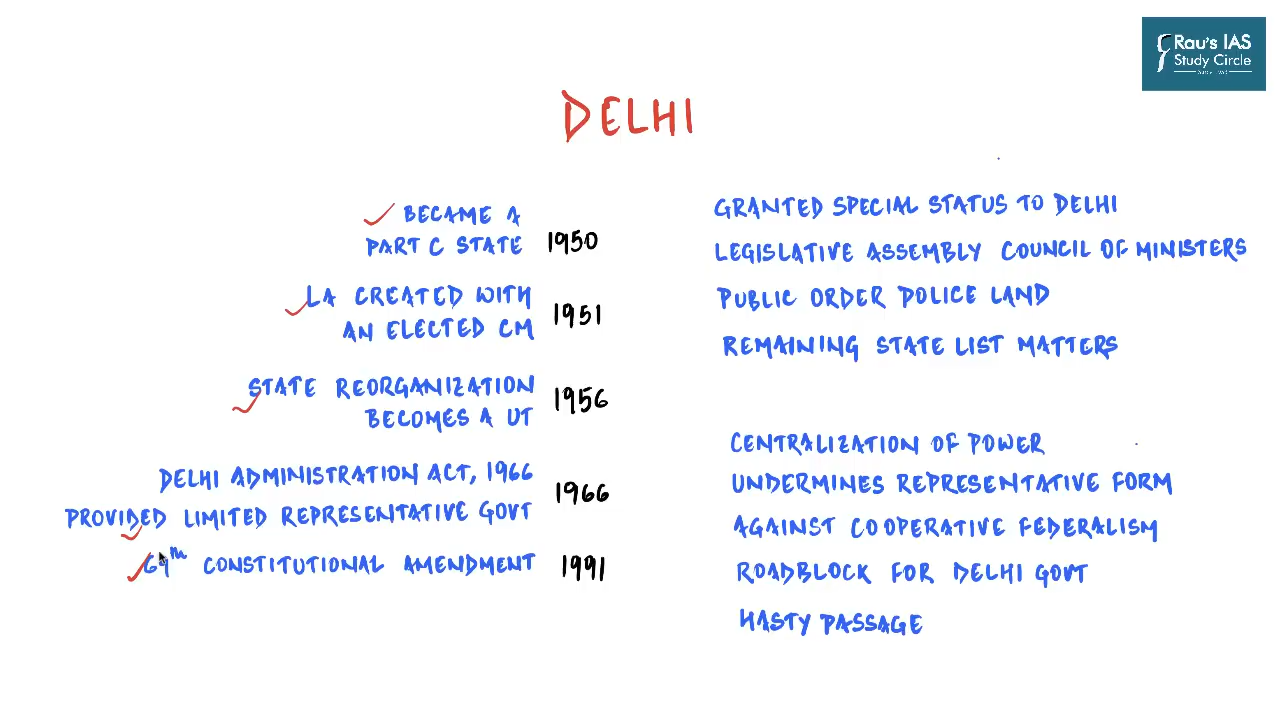 Rau's IAS
Study Circle
DELHI
BECAME A
PART C STATE 1950
LA CREATED WITH
AN ELECTED CM 1951
STATE REORGANIZATION
BECOMES A UT 1956
DELHI ADMINISTRATION ACT, 1966
PROVIDED LIMITED REPRESENTATIVE GOVT 1966
69th CONSTITUTIONAL AMENDMENT 1991
GRANTED SPECIAL STATUS TO DELHI
LEGISLATIVE ASSEMBLY COUNCIL OF MINISTERS
PUBLIC ORDER POLICE LAND
REMAINING STATE LIST MATTERS
CENTRALIZATION OF POWER
UNDERMINES REPRESENTATIVE FORM
AGAINST COOPERATIVE FEDERALISM
ROADBLOCK FOR DELHI GOVT
HASTY PASSAGE